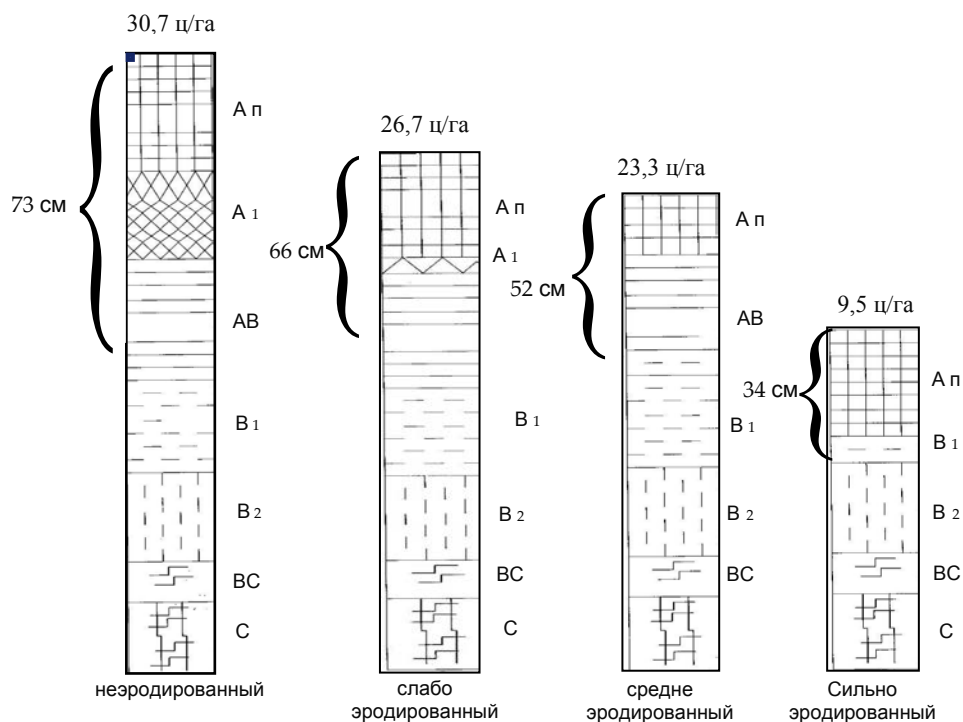 30,7 ц/га
А п
73 см
А 1
АВ
В 1
В 2
ВС
С
неэродированный
26,7 ц/га
А п
66 см
А 1
В 1
В 2
ВС
С
слабо
эродированный
23,3 ц/га
А п
52 см
АВ
В 1
В 2
ВС
С
средне
эродированный
9,5 ц/га
А п
34 см
В 1
В 2
ВС
С
Сильно
эродированный